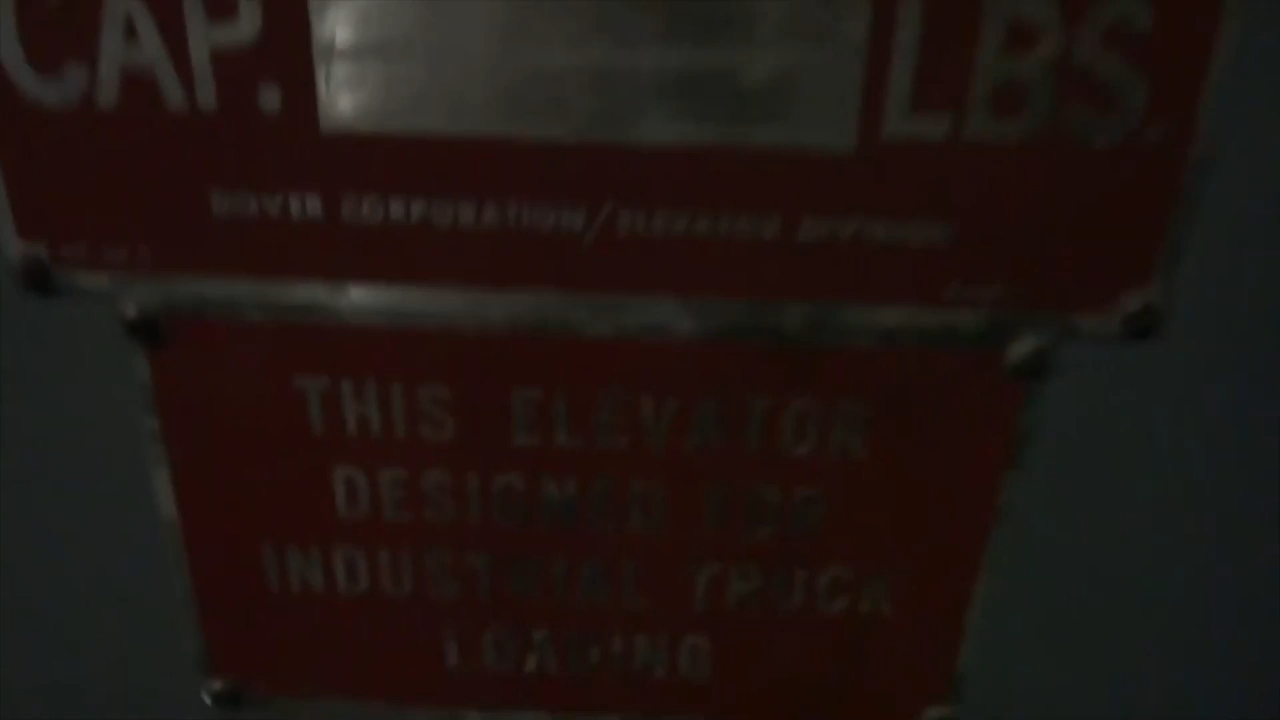 CAP. LBS.
DOVER CORPORATION/ELEVATOR DIVISION
THIS ELEVATOR
DESIGNED FOR
INDUSTRIAL TRUCK
LOADING